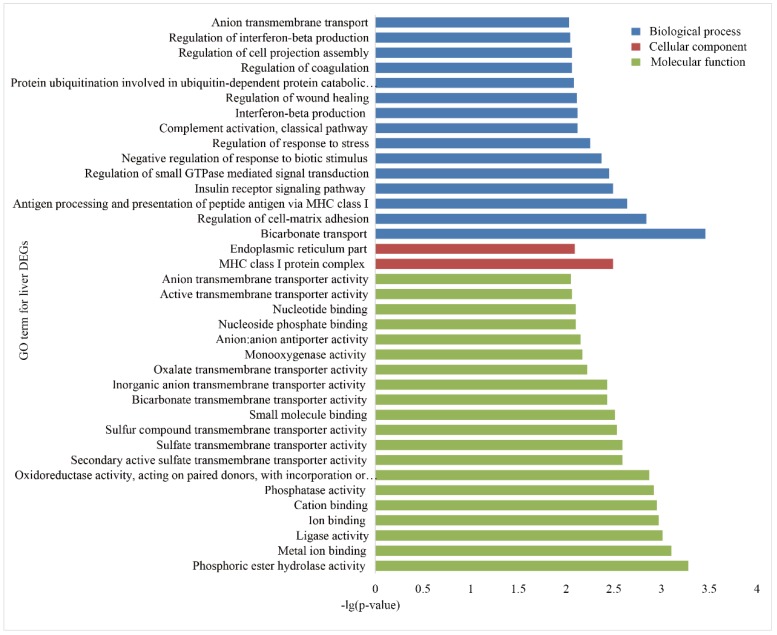 Anion transmembrane transport
Regulation of interferon-beta production
Regulation of cell projection assembly
Regulation of coagulation
Protein ubiquitination involved in ubiquitin-dependent protein catabolic…
Regulation of wound healing
Interferon-beta production
Complement activation, classical pathway
Regulation of response to stress
Negative regulation of response to biotic stimulus
Regulation of small GTPase mediated signal transduction
Insulin receptor signaling pathway
Antigen processing and presentation of peptide antigen via MHC class I
Regulation of cell-matrix adhesion
Bicarbonate transport
Endoplasmic reticulum part
MHC class I protein complex
Anion transmembrane transporter activity
Active transmembrane transporter activity
Nucleotide binding
Nucleoside phosphate binding
Anion:anion antiporter activity
Monooxygenase activity
Oxalate transmembrane transporter activity
Inorganic anion transmembrane transporter activity
Bicarbonate transmembrane transporter activity
Small molecule binding
Sulfur compound transmembrane transporter activity
Sulfate transmembrane transporter activity
Secondary active sulfate transmembrane transporter activity
Oxidoreductase activity, acting on paired donors, with incorporation or…
Phosphatase activity
Cation binding
Ion binding
Ligase activity
Metal ion binding
Phosphoric ester hydrolase activity
GO term for liver DEGs
Biological process
Cellular component
Molecular function
0 0.5 1 1.5 2 2.5 3 3.5 4
-lg(p-value)